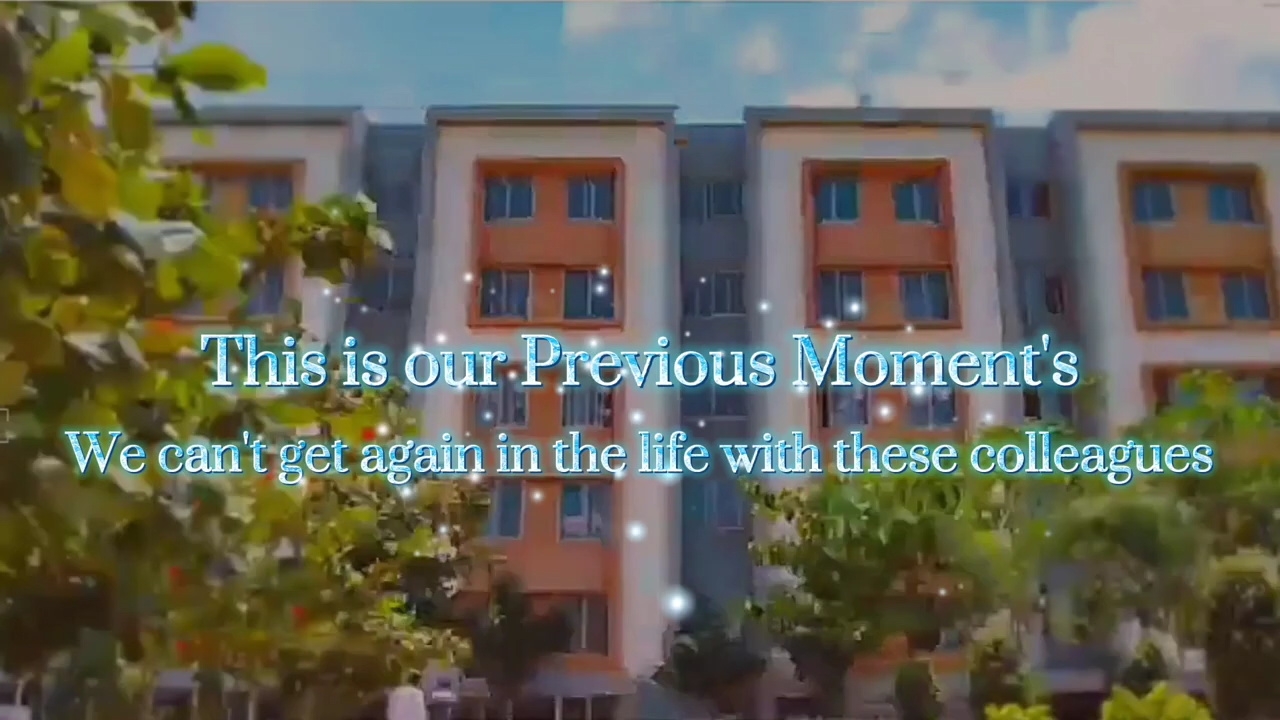 This is our Previous Moment's
We can't get again in the life with these colleagues